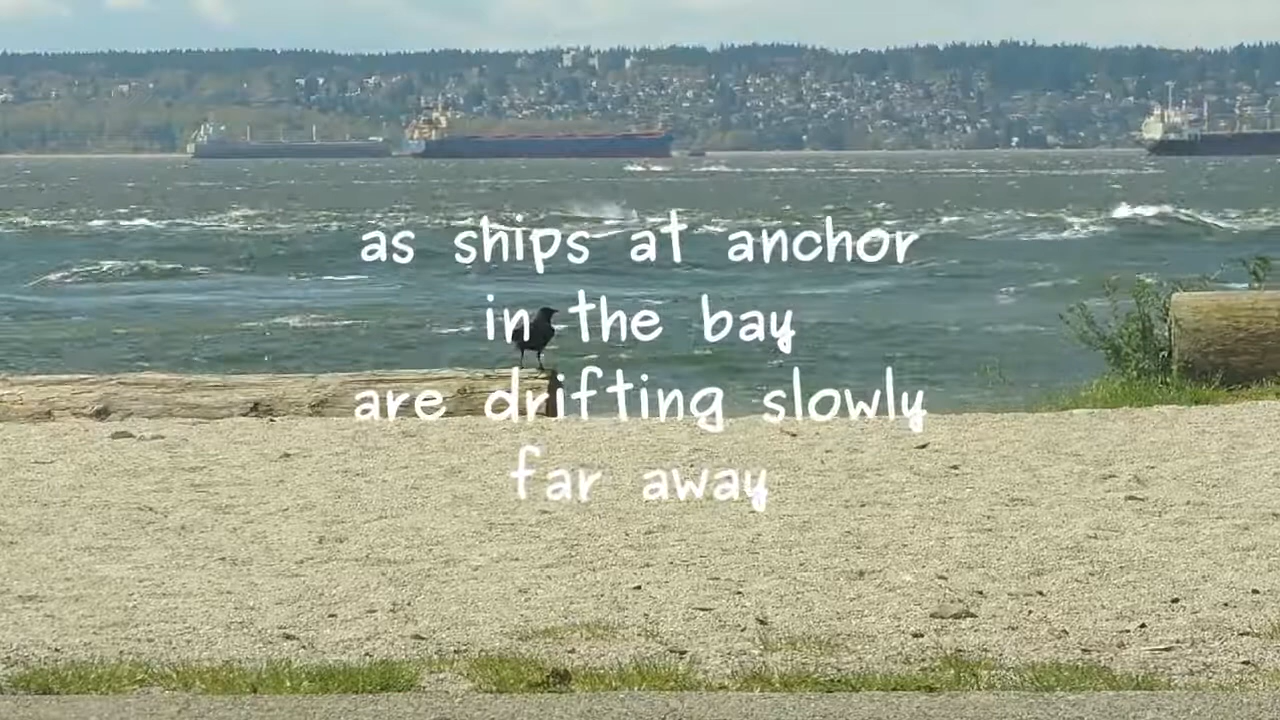 as ships at anchor
in the bay
are drifting slowly
far away